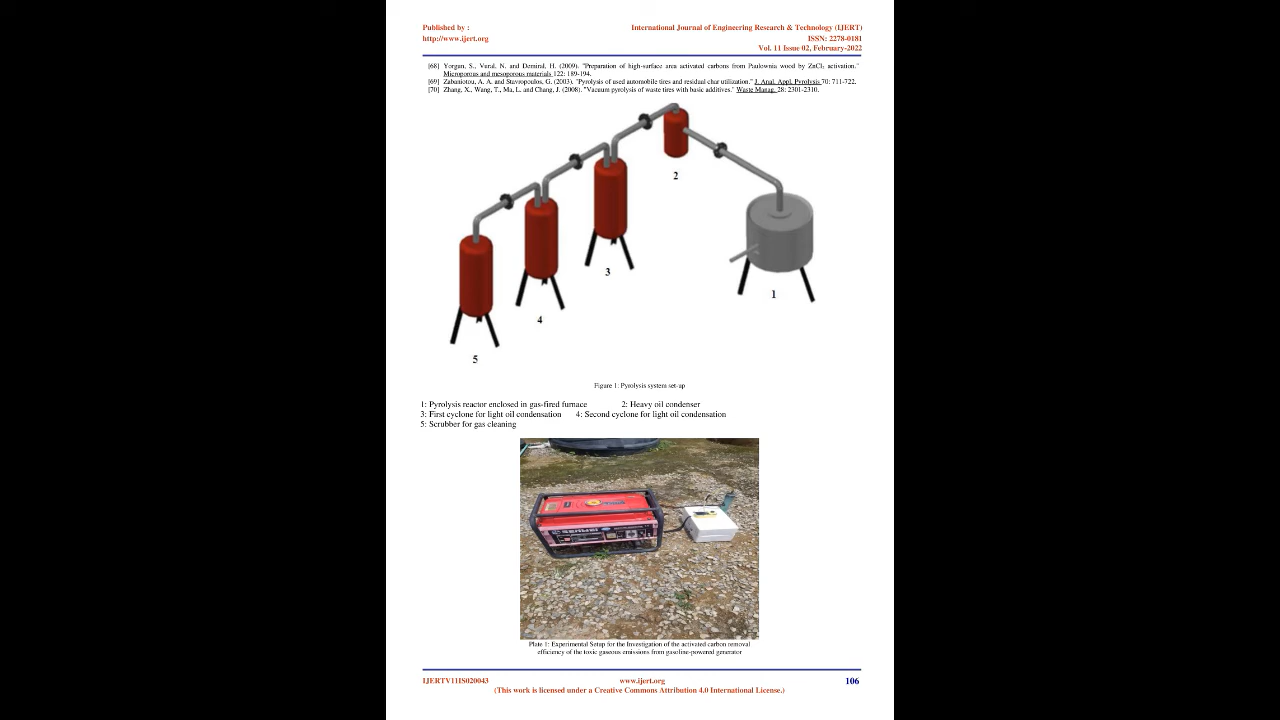 Published by :
International Journal of Engineering Research & Technology (IJERT)
http://www.ijert.org
ISSN: 2278-0181
Vol. 11 Issue 02, February-2022
[68] Yorgun, S., Vural, N. and Demiral, H. (2009). "Preparation of high-surface area activated carbons from Paulownia wood by ZnCl2 activation."
Microporous and mesoporous materials 122: 189-194.
[69] Zabaniotou, A. A. and Stavropoulos, G. (2003). "Pyrolysis of used automobile tires and residual char utilization." J. Anal. Appl. Pyrolysis 70: 711-722.
[70] Zhang, X., Wang, T., Ma, L. and Chang, J. (2008). "Vacuum pyrolysis of waste tires with basic additives." Waste Manag. 28: 2301-2310.
2
3
1
4
5
Figure 1: Pyrolysis system set-up
1: Pyrolysis reactor enclosed in gas-fired furnace 2: Heavy oil condenser
3: First cyclone for light oil condensation 4: Second cyclone for light oil condensation
5: Scrubber for gas cleaning
Plate 1: Experimental Setup for the Investigation of the activated carbon removal
efficiency of the toxic gaseous emissions from gasoline-powered generator
IJERTV11IS020043
www.ijert.org
106
(This work is licensed under a Creative Commons Attribution 4.0 International License.)